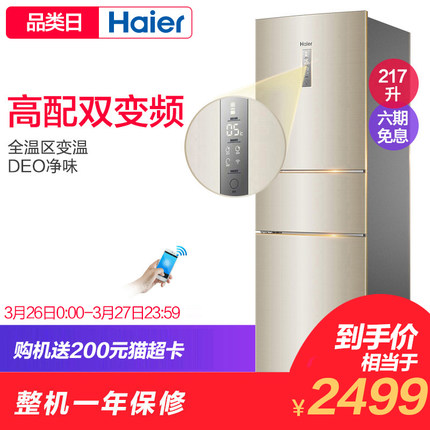 品类日 Haier
Haier
217
升
六期
免息
高配双变频
05
全温区变温
DEO净味
3月26日0:00–3月27日23:59
购机送200元猫超卡
到手价
相当于
整机一年保修
¥2499